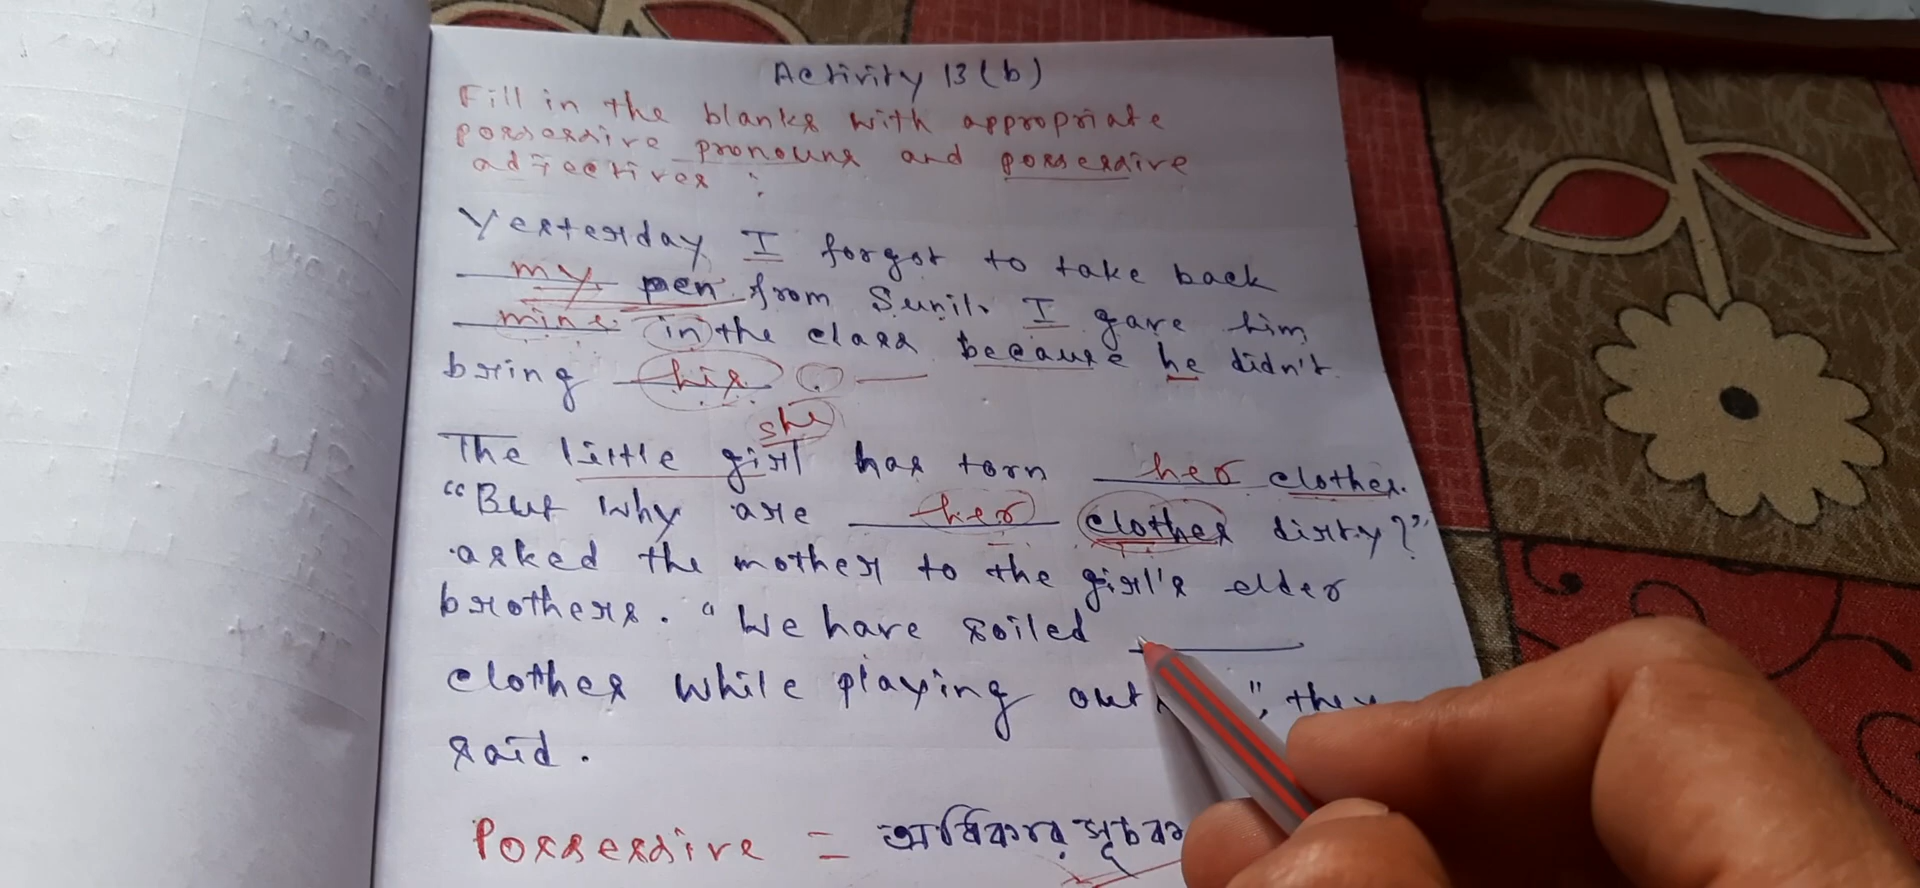 Activity 13 (b)
Fill in the blanks with appropriate
possessive pronouns and possessive
adjectives :
Yesterday I forgot to take back
my pen from Sunil. I gave him
mine in the class because he didn't
bring his .
she
The little girl has torn her clothes.
"But why are her clothes dirty?"
asked the mother to the girl's elder
brothers. "We have soiled
clothes while playing ", they
said.
Possessive = অধিকার সূচক